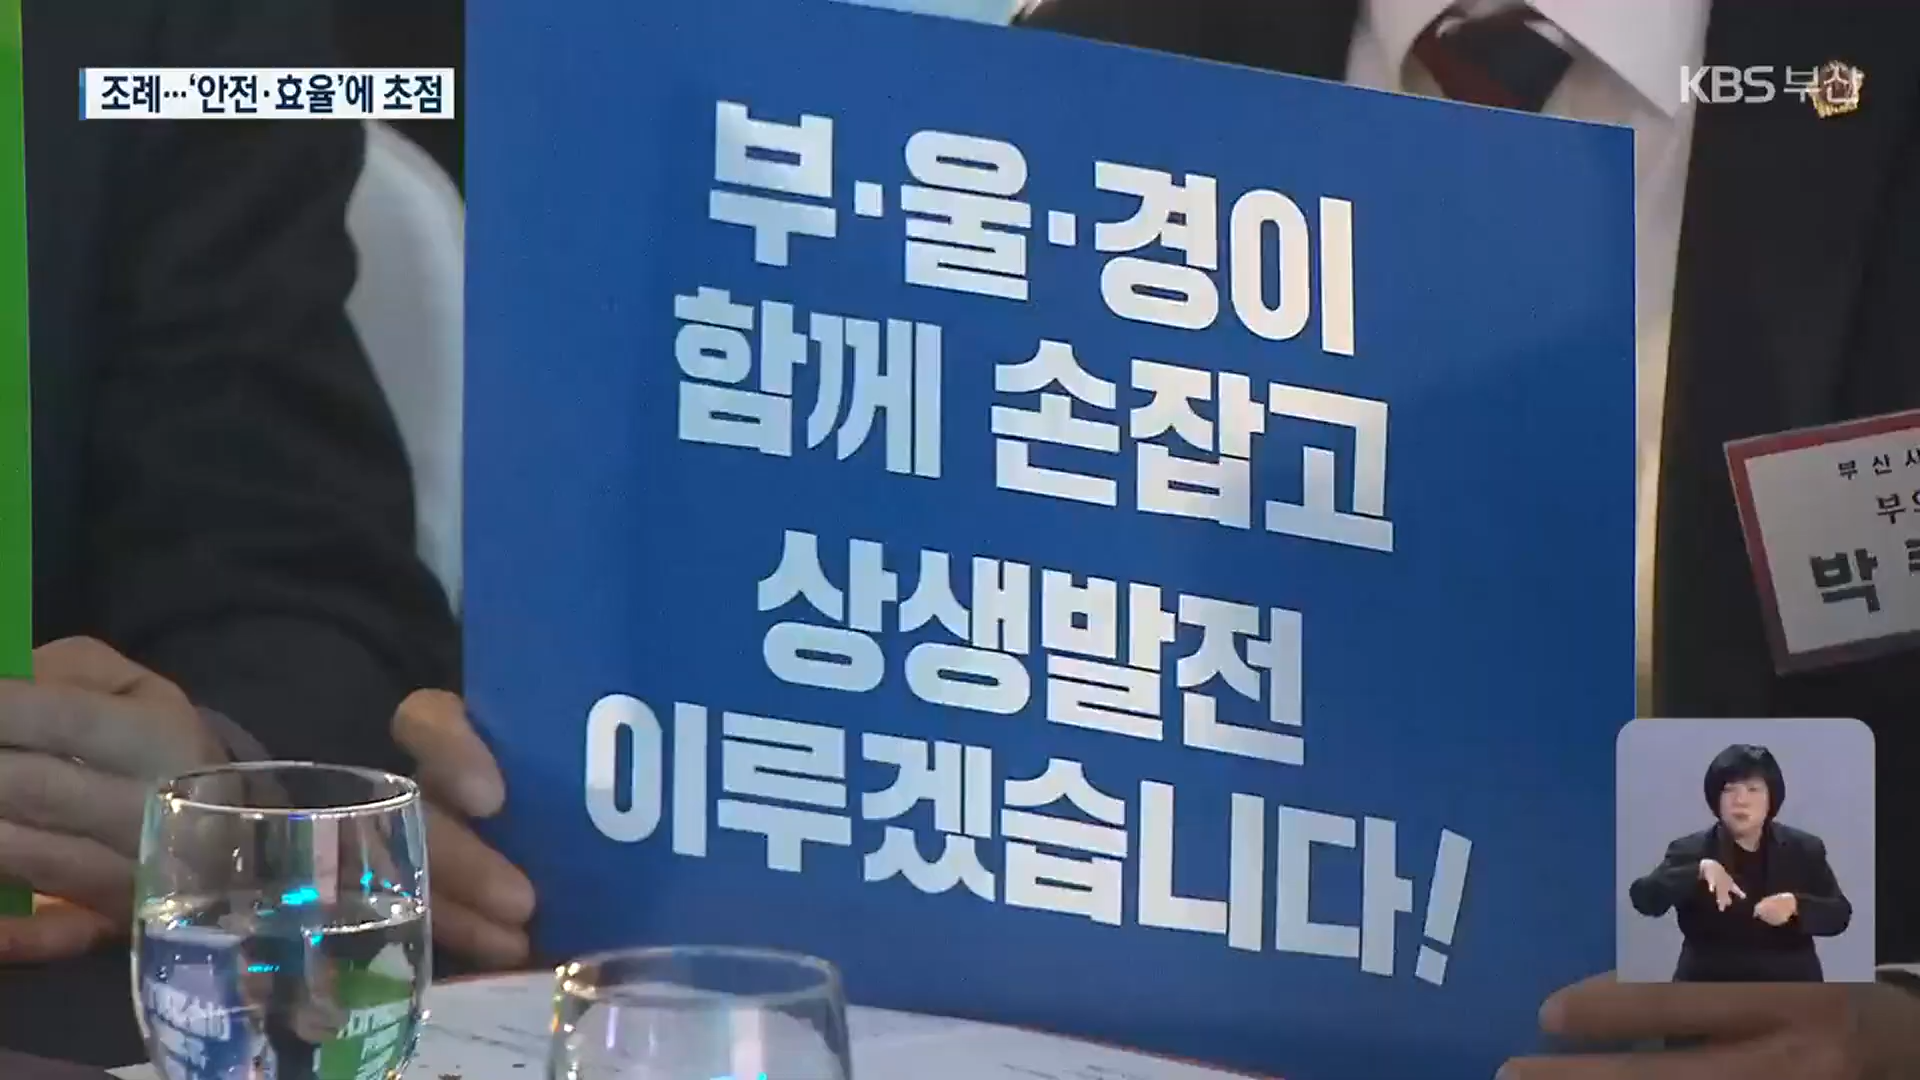 조례…‘안전·효율’에 초점
KBS 부산
부·울·경이
함께 손잡고
상생발전
이루겠습니다!
부산
박